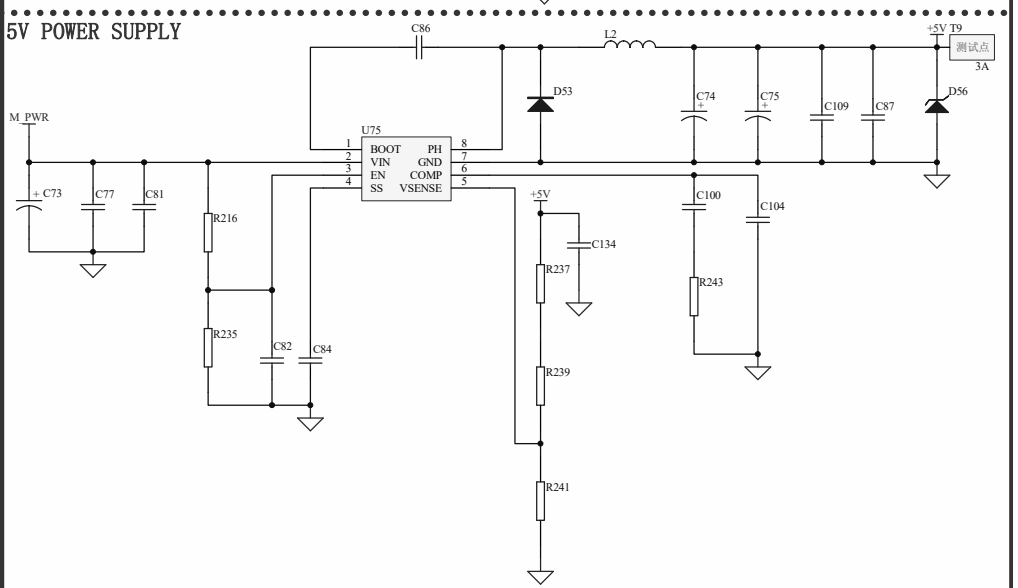 5V POWER SUPPLY
C86
L2
+5V T9
测试点
3A
D53
C74
+
C75
+
C109
C87
D56
M_PWR
U75
1 BOOT PH 8
2 VIN GND 7
3 EN COMP 6
4 SS VSENSE 5
+ C73
C77
C81
R216
+5V
C100
C104
C134
R237
R243
R235
C82
C84
R239
R241